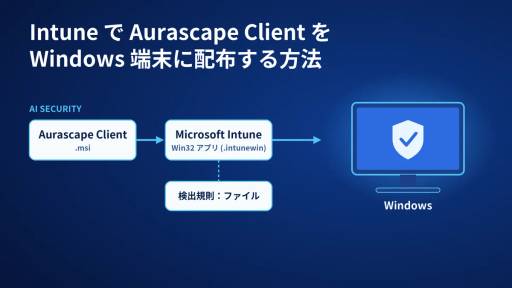 Intune で Aurascape Client を
Windows 端末に配布する方法
AI SECURITY
Aurascape Client
.msi
Microsoft Intune
Win32 アプリ (.intunewin)
検出規則：ファイル
Windows